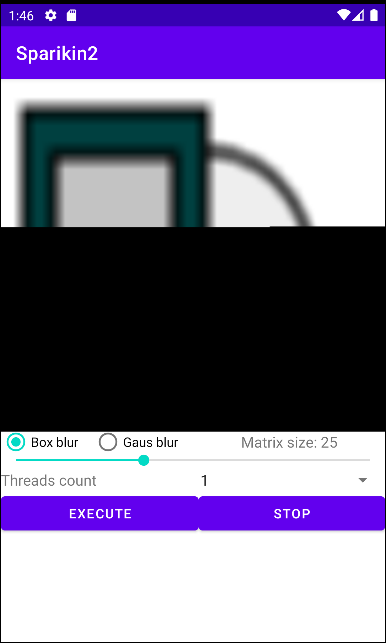 1:46
Sparikin2
Box blur Gaus blur Matrix size: 25
Threads count 1
EXECUTE STOP